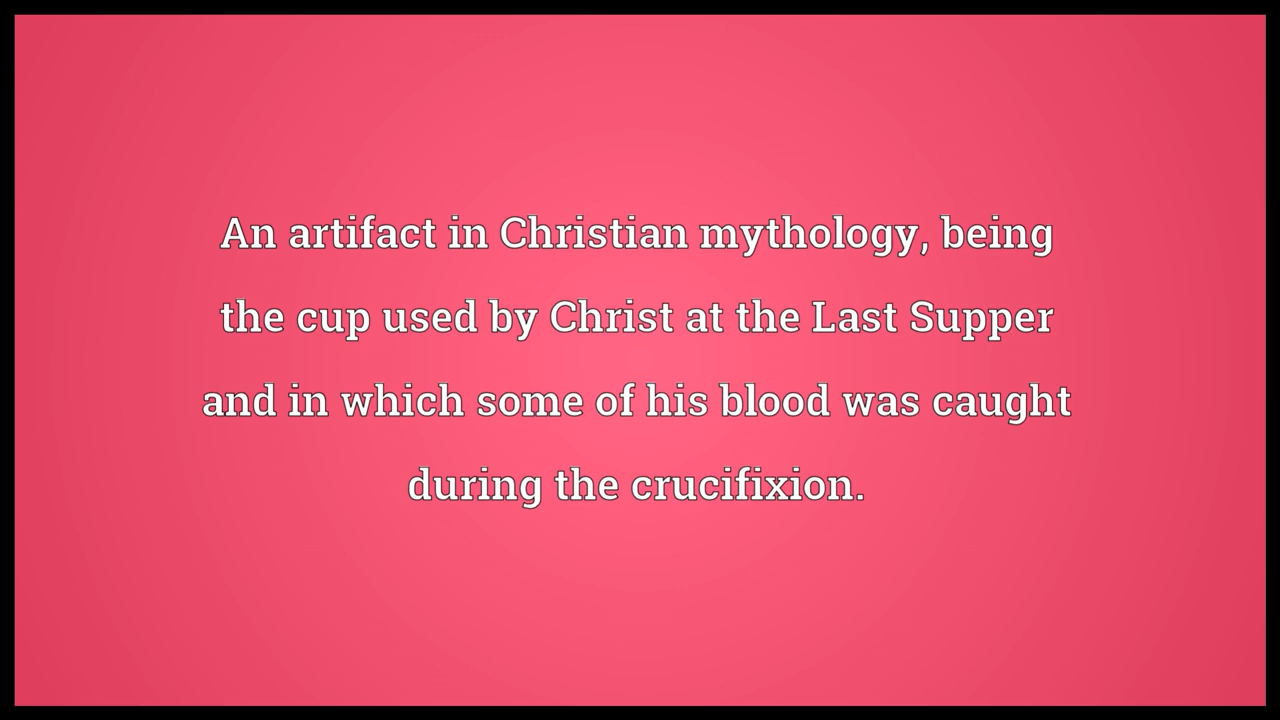 An artifact in Christian mythology, being
the cup used by Christ at the Last Supper
and in which some of his blood was caught
during the crucifixion.